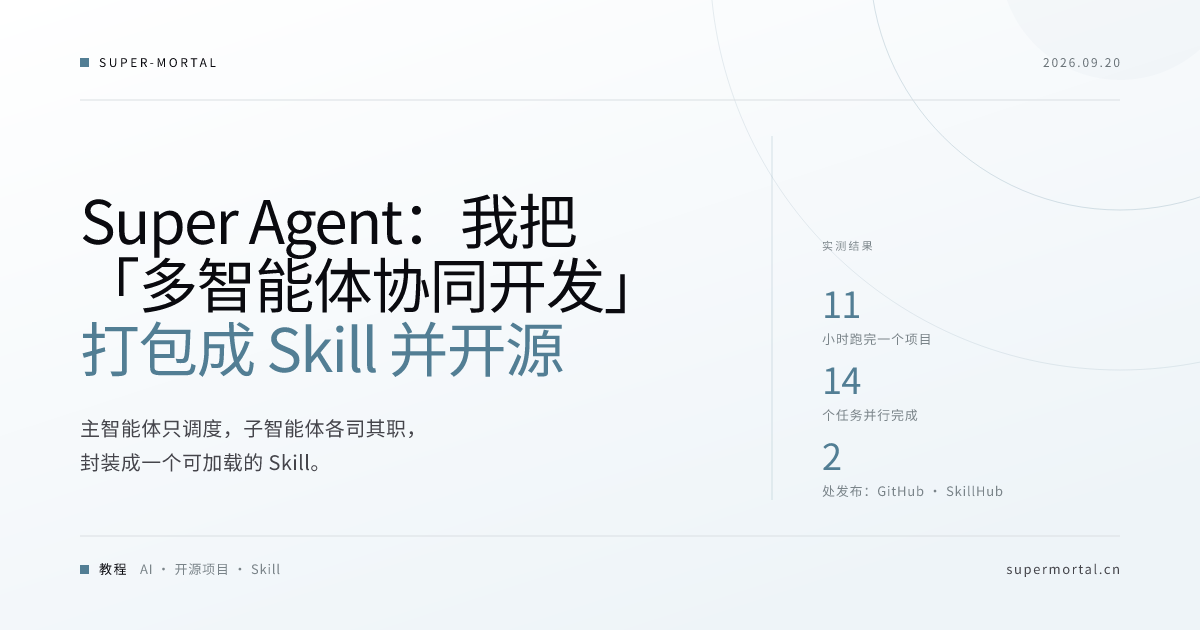 SUPER-MORTAL
2026.09.20
Super Agent：我把
「多智能体协同开发」
打包成 Skill 并开源
主智能体只调度，子智能体各司其职，
封装成一个可加载的 Skill。
实测结果
11
小时跑完一个项目
14
个任务并行完成
2
处发布：GitHub · SkillHub
教程 AI · 开源项目 · Skill
supermortal.cn